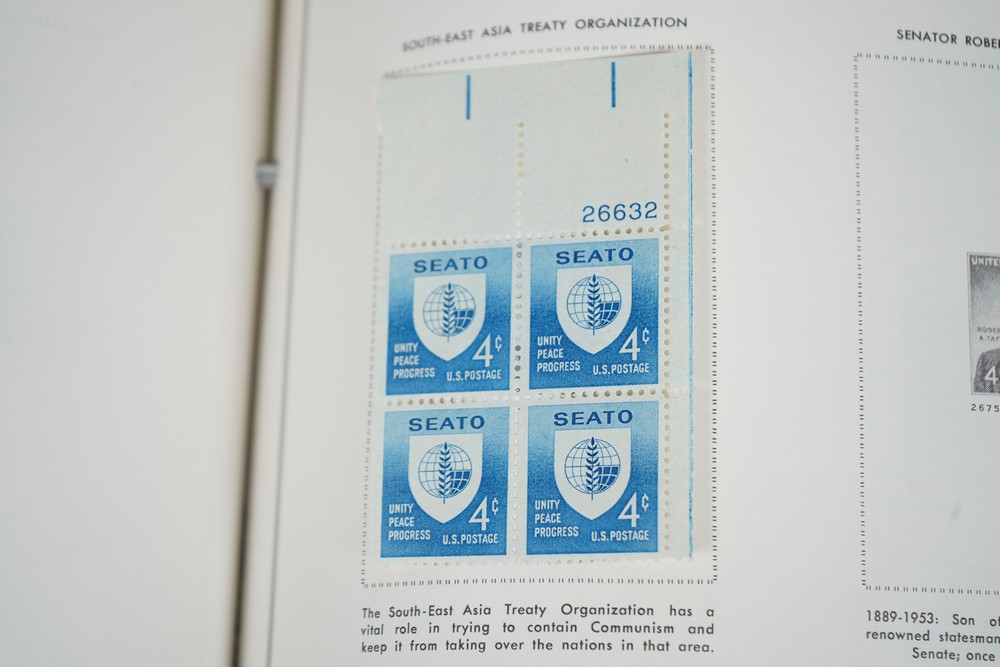 SOUTH-EAST ASIA TREATY ORGANIZATION
26632
SEATO
UNITY
PEACE
PROGRESS
4¢
U.S. POSTAGE
SEATO
UNITY
PEACE
PROGRESS
4¢
U.S. POSTAGE
SEATO
UNITY
PEACE
PROGRESS
4¢
U.S. POSTAGE
SEATO
UNITY
PEACE
PROGRESS
4¢
U.S. POSTAGE
The South-East Asia Treaty Organization has a
vital role in trying to contain Communism and
keep it from taking over the nations in that area.
SENATOR
4
1889-1953: Son of
renowned
Senate; once